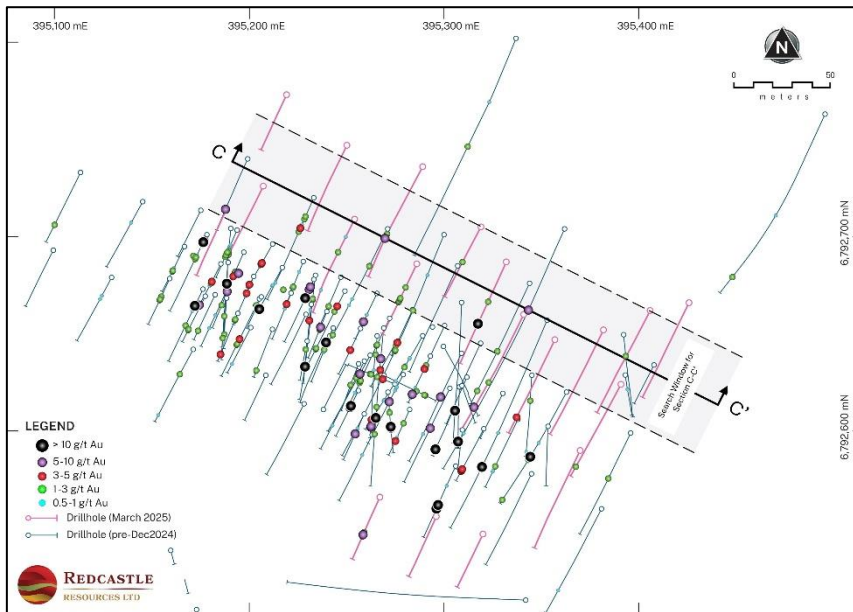 395,100 mE
395,200 mE
395,300 mE
395,400 mE
N
0
50
meters
C
6,792,700 mN
Search Window for
Section C-C'
C'
6,792,600 mN
LEGEND
> 10 g/t Au
5-10 g/t Au
3-5 g/t Au
1-3 g/t Au
0.5-1 g/t Au
Drillhole (March 2025)
Drillhole (pre-Dec2024)
REDCASTLE
RESOURCES LTD